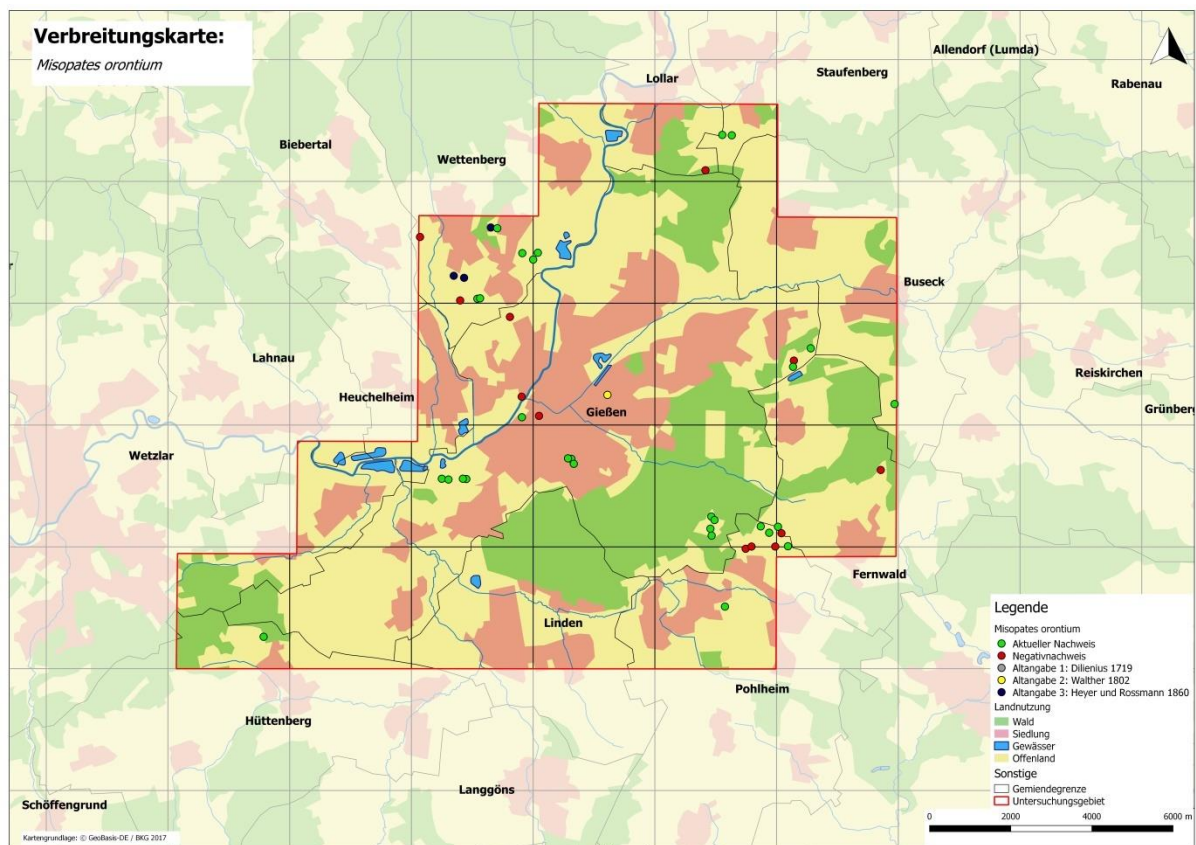 Verbreitungskarte:
Misopates orontium
Allendorf (Lumda)
Staufenberg
Lollar
Rabenau
Biebertal
Wettenberg
Buseck
Lahnau
Reiskirchen
Heuchelheim
Gießen
Grünberg
Wetzlar
Fernwald
Linden
Pohlheim
Hüttenberg
Langgöns
Schöffengrund
Legende
Misopates orontium
Aktueller Nachweis
Negativnachweis
Altangabe 1: Dillenius 1719
Altangabe 2: Walther 1802
Altangabe 3: Heyer und Rossmann 1860
Landnutzung
Wald
Siedlung
Gewässer
Offenland
Sonstige
Gemiendegrenze
Untersuchungsgebiet
0 2000 4000 6000 m
Kartengrundlage: © GeoBasis-DE / BKG 2017